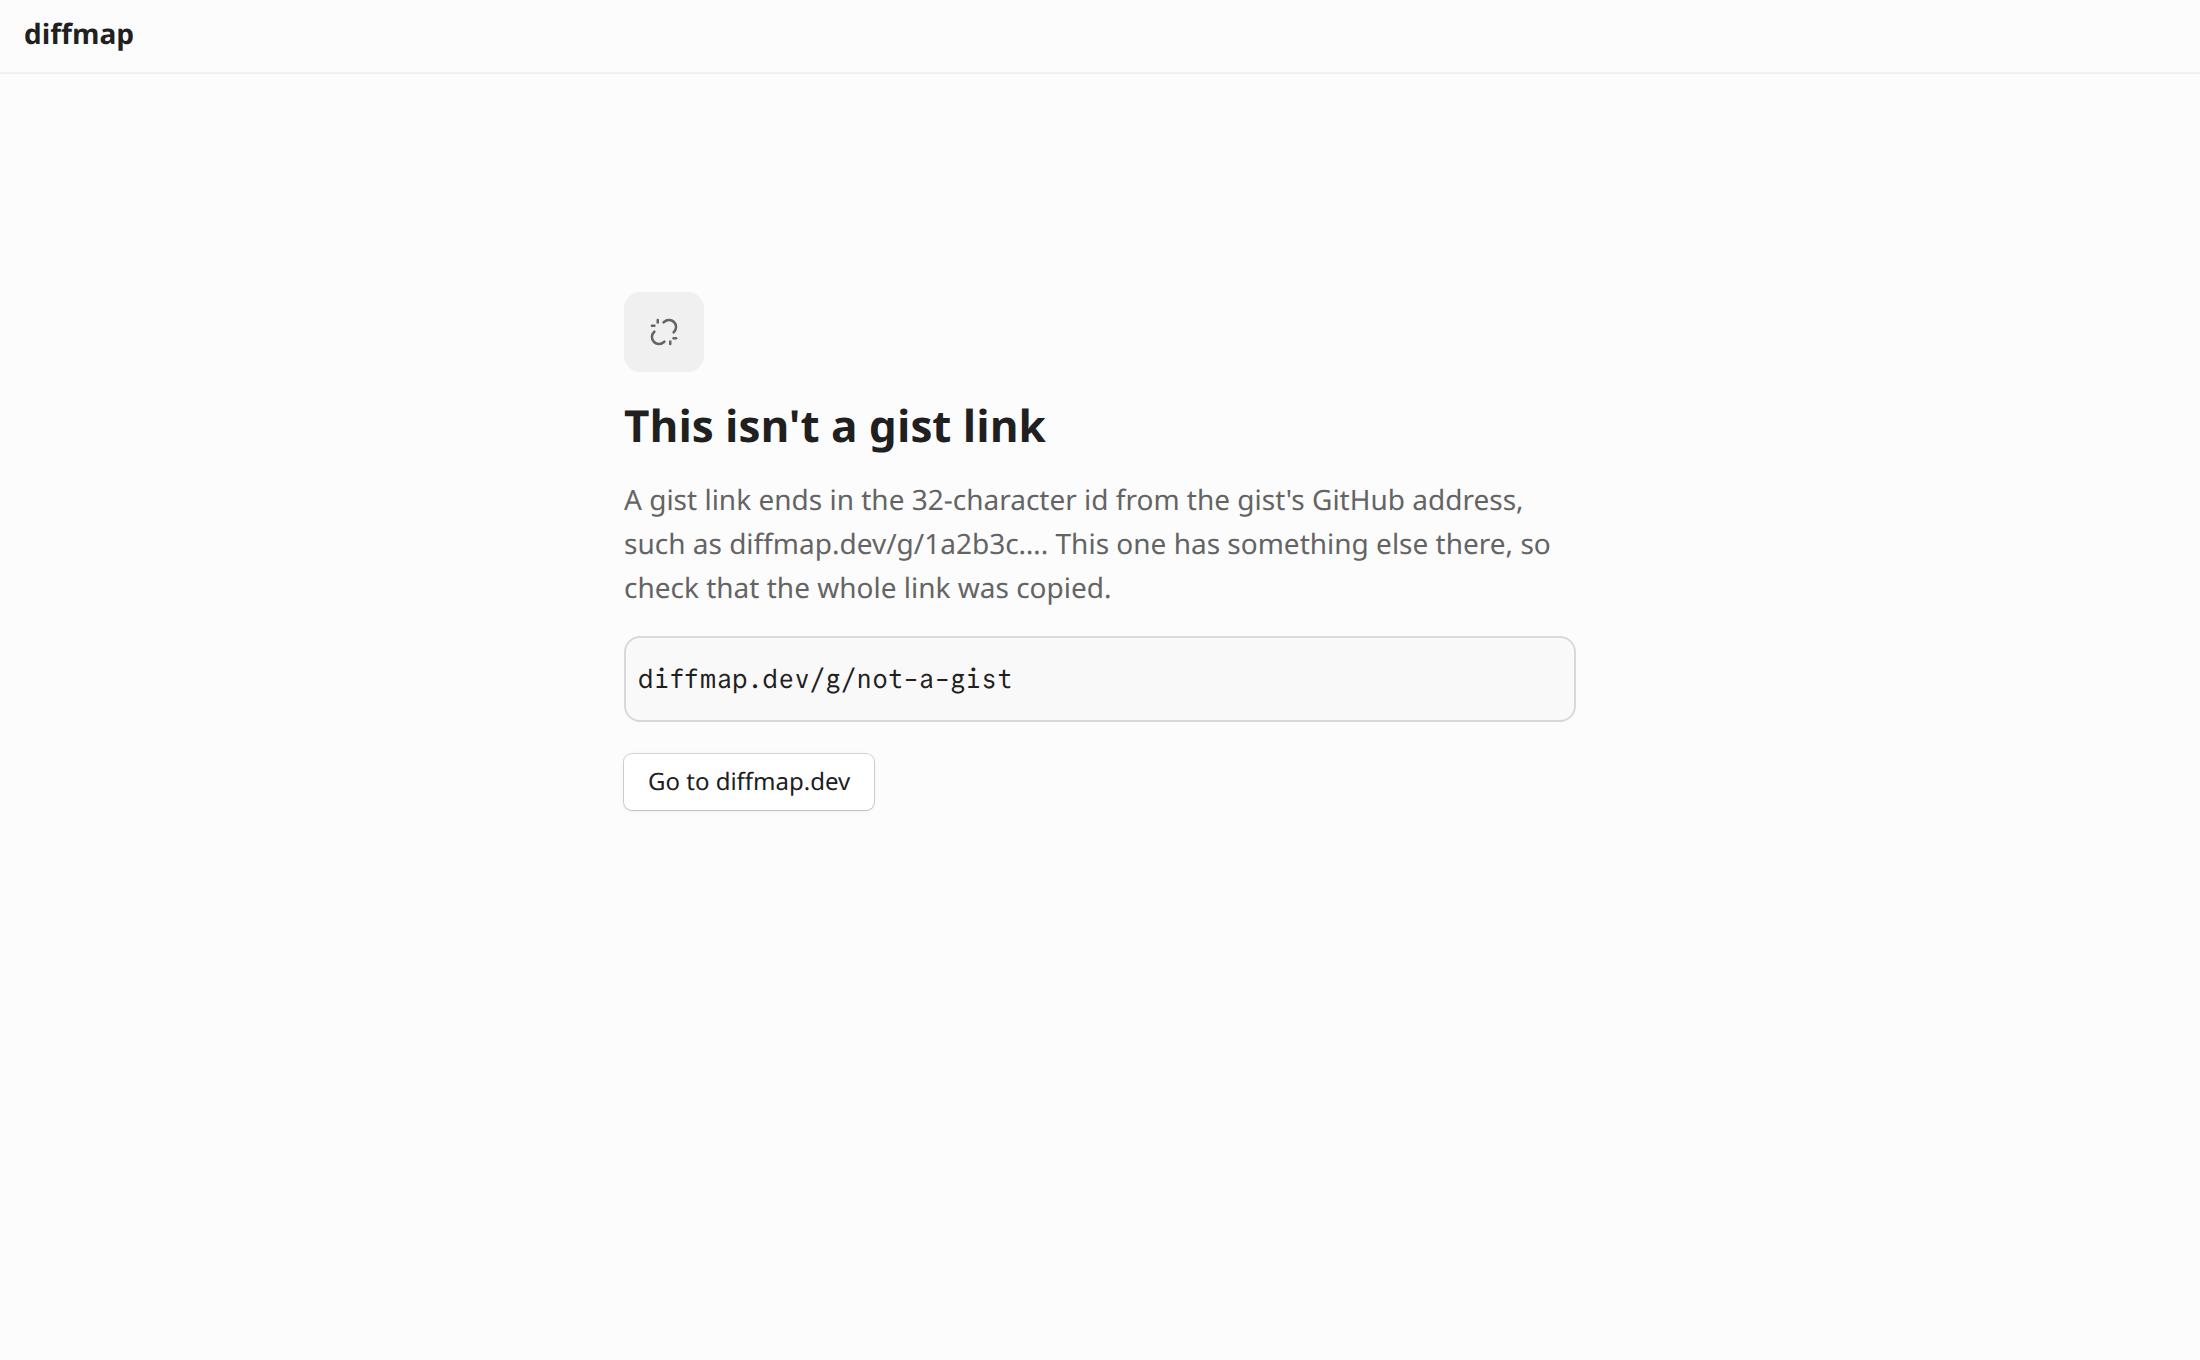 diffmap
This isn't a gist link
A gist link ends in the 32-character id from the gist's GitHub address,
such as diffmap.dev/g/1a2b3c.... This one has something else there, so
check that the whole link was copied.
diffmap.dev/g/not-a-gist
Go to diffmap.dev